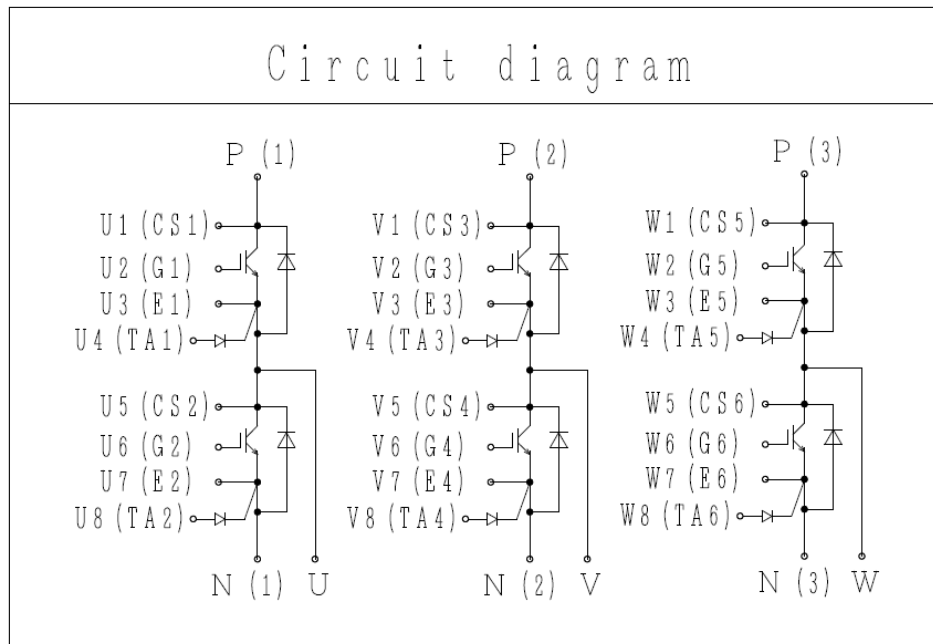 Circuit diagram
P (1) P (2) P (3)
U1 (CS1) V1 (CS3) W1 (CS5)
U2 (G1) V2 (G3) W2 (G5)
U3 (E1) V3 (E3) W3 (E5)
U4 (TA1) V4 (TA3) W4 (TA5)
U5 (CS2) V5 (CS4) W5 (CS6)
U6 (G2) V6 (G4) W6 (G6)
U7 (E2) V7 (E4) W7 (E6)
U8 (TA2) V8 (TA4) W8 (TA6)
N (1) U N (2) V N (3) W